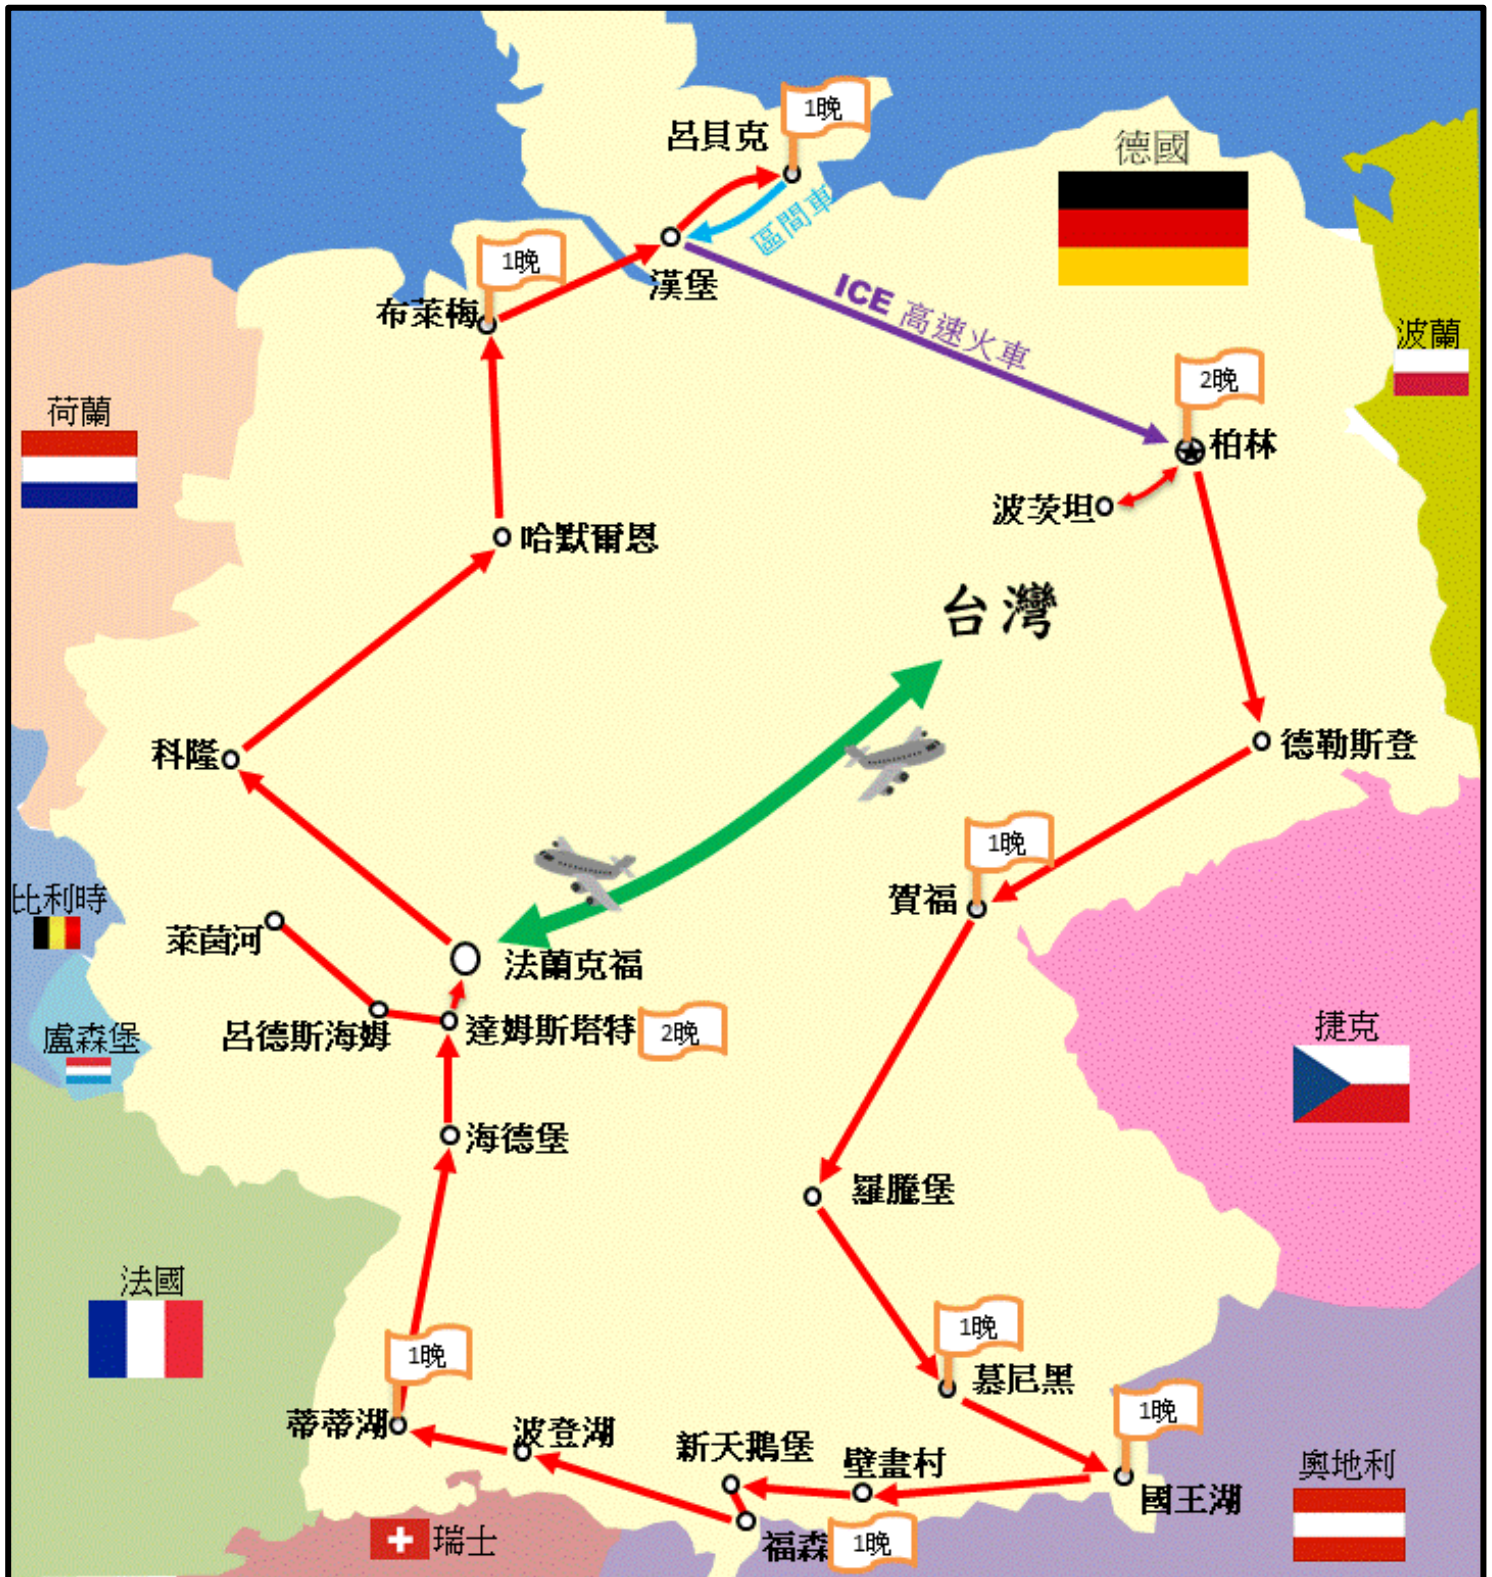 1晚
呂貝克
德國
區間車
1晚
漢堡
布萊梅
ICE 高速火車
波蘭
2晚
荷蘭
柏林
波茨坦
哈默爾恩
台灣
科隆
德勒斯登
1晚
比利時
賀福
萊茵河
法蘭克福
呂德斯海姆
達姆斯塔特
2晚
盧森堡
捷克
海德堡
羅騰堡
法國
1晚
1晚
慕尼黑
1晚
蒂蒂湖
波登湖
新天鵝堡
壁畫村
國王湖
奧地利
瑞士
福森
1晚